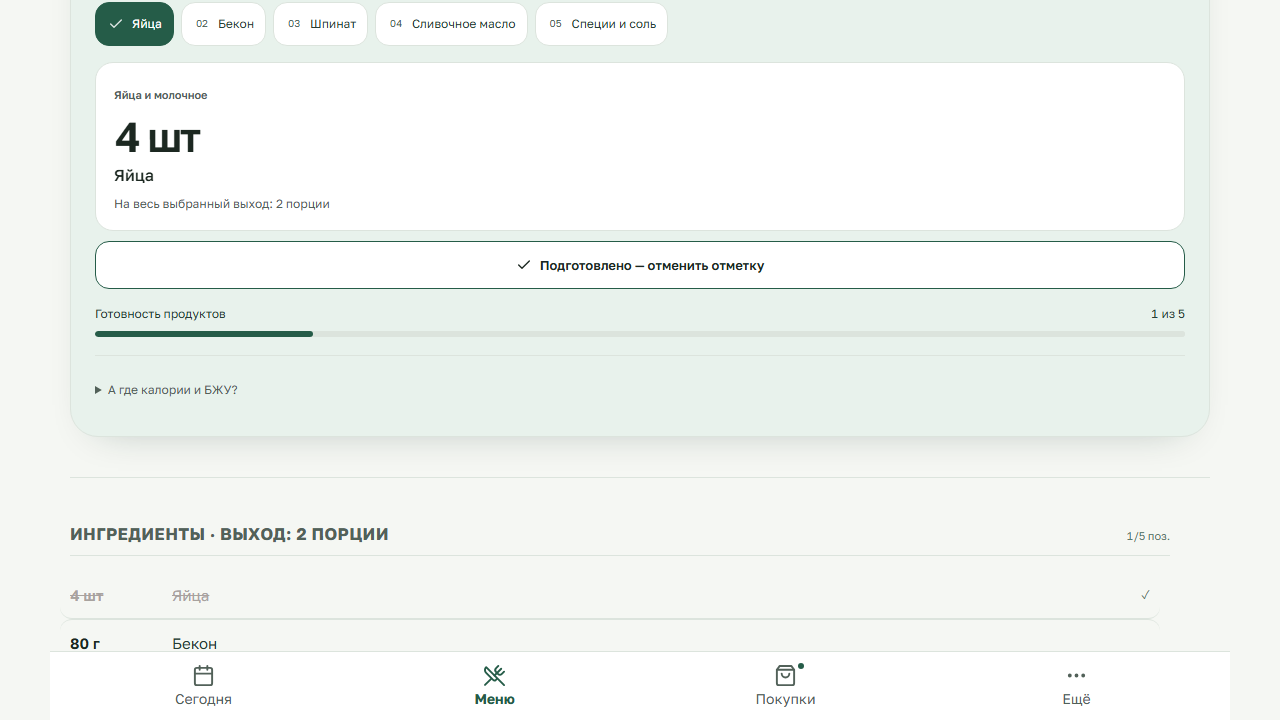 Яйца
02 Бекон
03 Шпинат
04 Сливочное масло
05 Специи и соль
Яйца и молочное
4 шт
Яйца
На весь выбранный выход: 2 порции
Подготовлено — отменить отметку
Готовность продуктов
1 из 5
А где калории и БЖУ?
ИНГРЕДИЕНТЫ · ВЫХОД: 2 ПОРЦИИ
1/5 поз.
4 шт Яйца
80 г Бекон
Сегодня
Меню
Покупки
Ещё